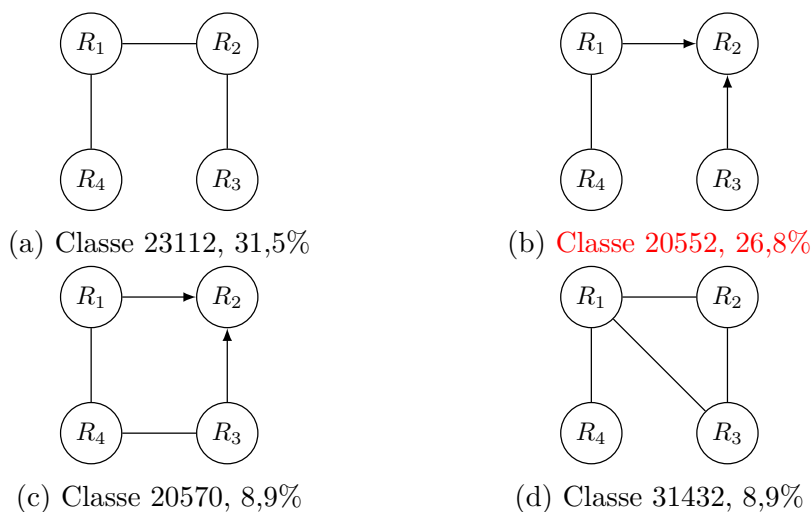 R1 R2 R1 R2
R4 R3 R4 R3
(a) Classe 23112, 31,5% (b) Classe 20552, 26,8%
R1 R2 R1 R2
R4 R3 R4 R3
(c) Classe 20570, 8,9% (d) Classe 31432, 8,9%